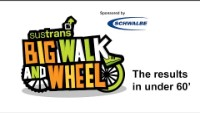 Sponsored by
SCHWALBE
sustrans
BIG WALK
AND WHEEL
The results
in under 60'